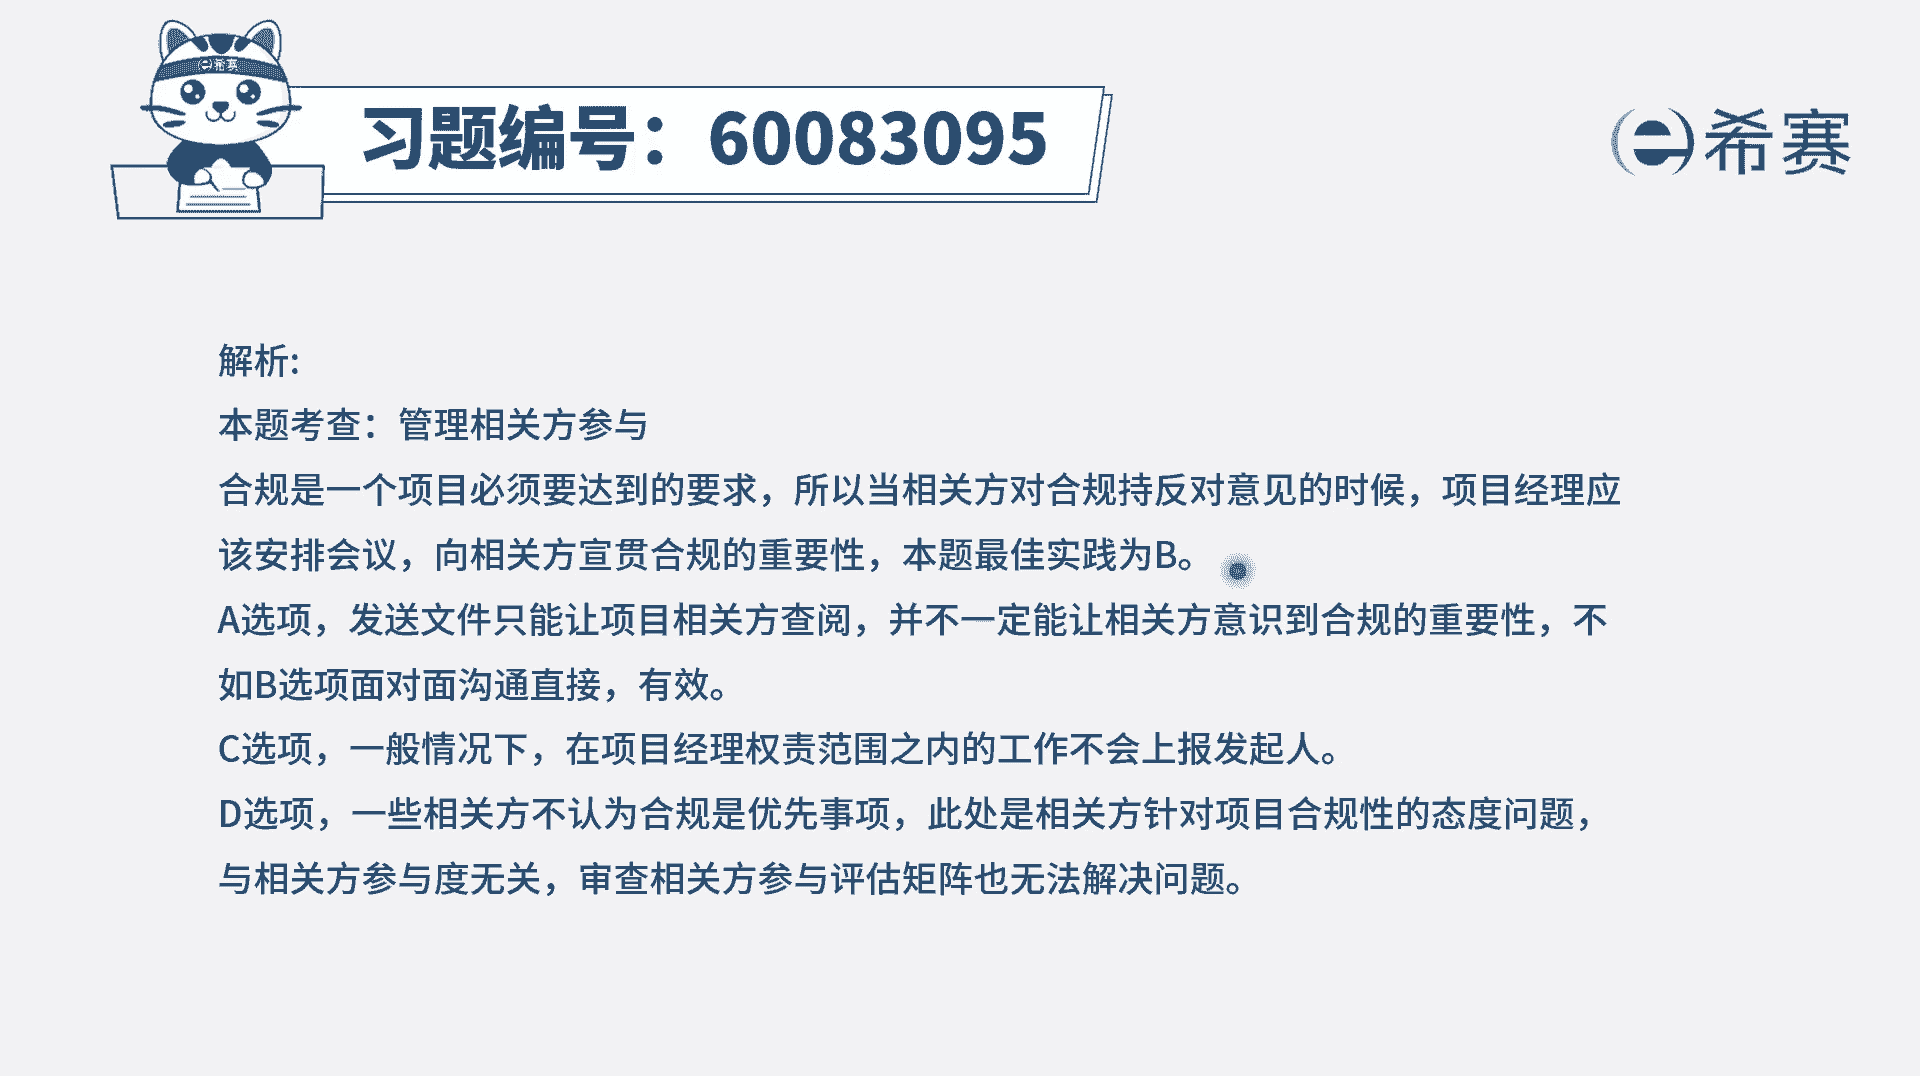 希赛
习题编号：60083095
希赛
解析:
本题考查：管理相关方参与
合规是一个项目必须要达到的要求，所以当相关方对合规持反对意见的时候，项目经理应
该安排会议，向相关方宣贯合规的重要性，本题最佳实践为B。
A选项，发送文件只能让项目相关方查阅，并不一定能让相关方意识到合规的重要性，不
如B选项面对面沟通直接，有效。
C选项，一般情况下，在项目经理权责范围之内的工作不会上报发起人。
D选项，一些相关方不认为合规是优先事项，此处是相关方针对项目合规性的态度问题，
与相关方参与度无关，审查相关方参与评估矩阵也无法解决问题。